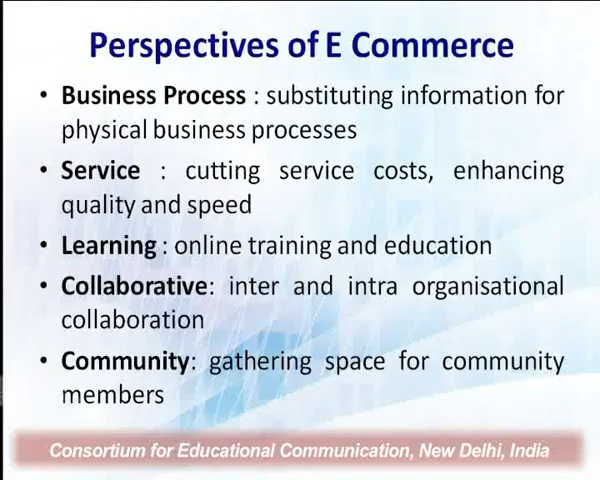 Perspectives of E Commerce
• Business Process : substituting information for
physical business processes
• Service : cutting service costs, enhancing
quality and speed
• Learning : online training and education
• Collaborative: inter and intra organisational
collaboration
• Community: gathering space for community
members
Consortium for Educational Communication, New Delhi, India